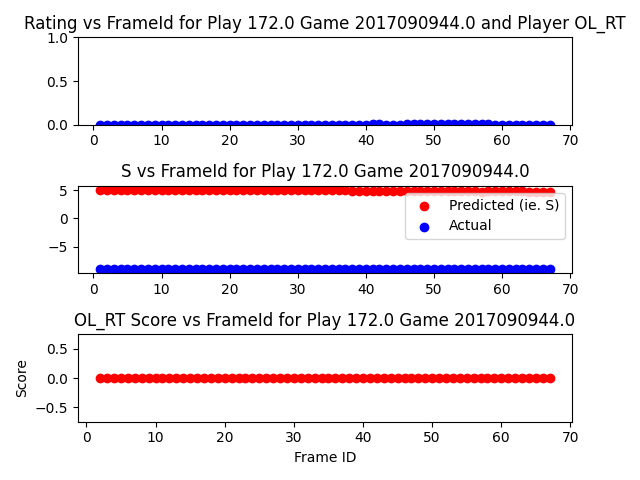 Rating vs FrameId for Play 172.0 Game 2017090944.0 and Player OL_RT
1.0
0.5
0.0
0 10 20 30 40 50 60 70
S vs FrameId for Play 172.0 Game 2017090944.0
5
0
−5
Predicted (ie. S)
Actual
0 10 20 30 40 50 60 70
OL_RT Score vs FrameId for Play 172.0 Game 2017090944.0
Score
0.5
0.0
−0.5
0 10 20 30 40 50 60 70
Frame ID